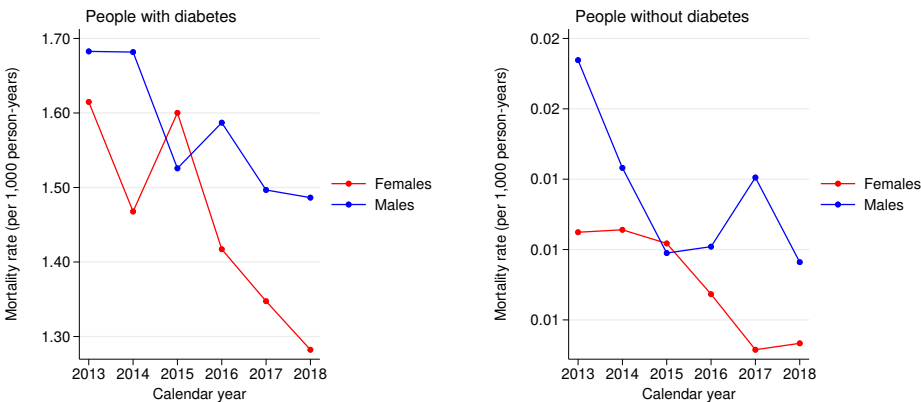 People with diabetes
Mortality rate (per 1,000 person-years)
1.70
1.60
1.50
1.40
1.30
2013 2014 2015 2016 2017 2018
Calendar year
Females
Males
People without diabetes
Mortality rate (per 1,000 person-years)
0.02
0.02
0.01
0.01
0.01
2013 2014 2015 2016 2017 2018
Calendar year
Females
Males